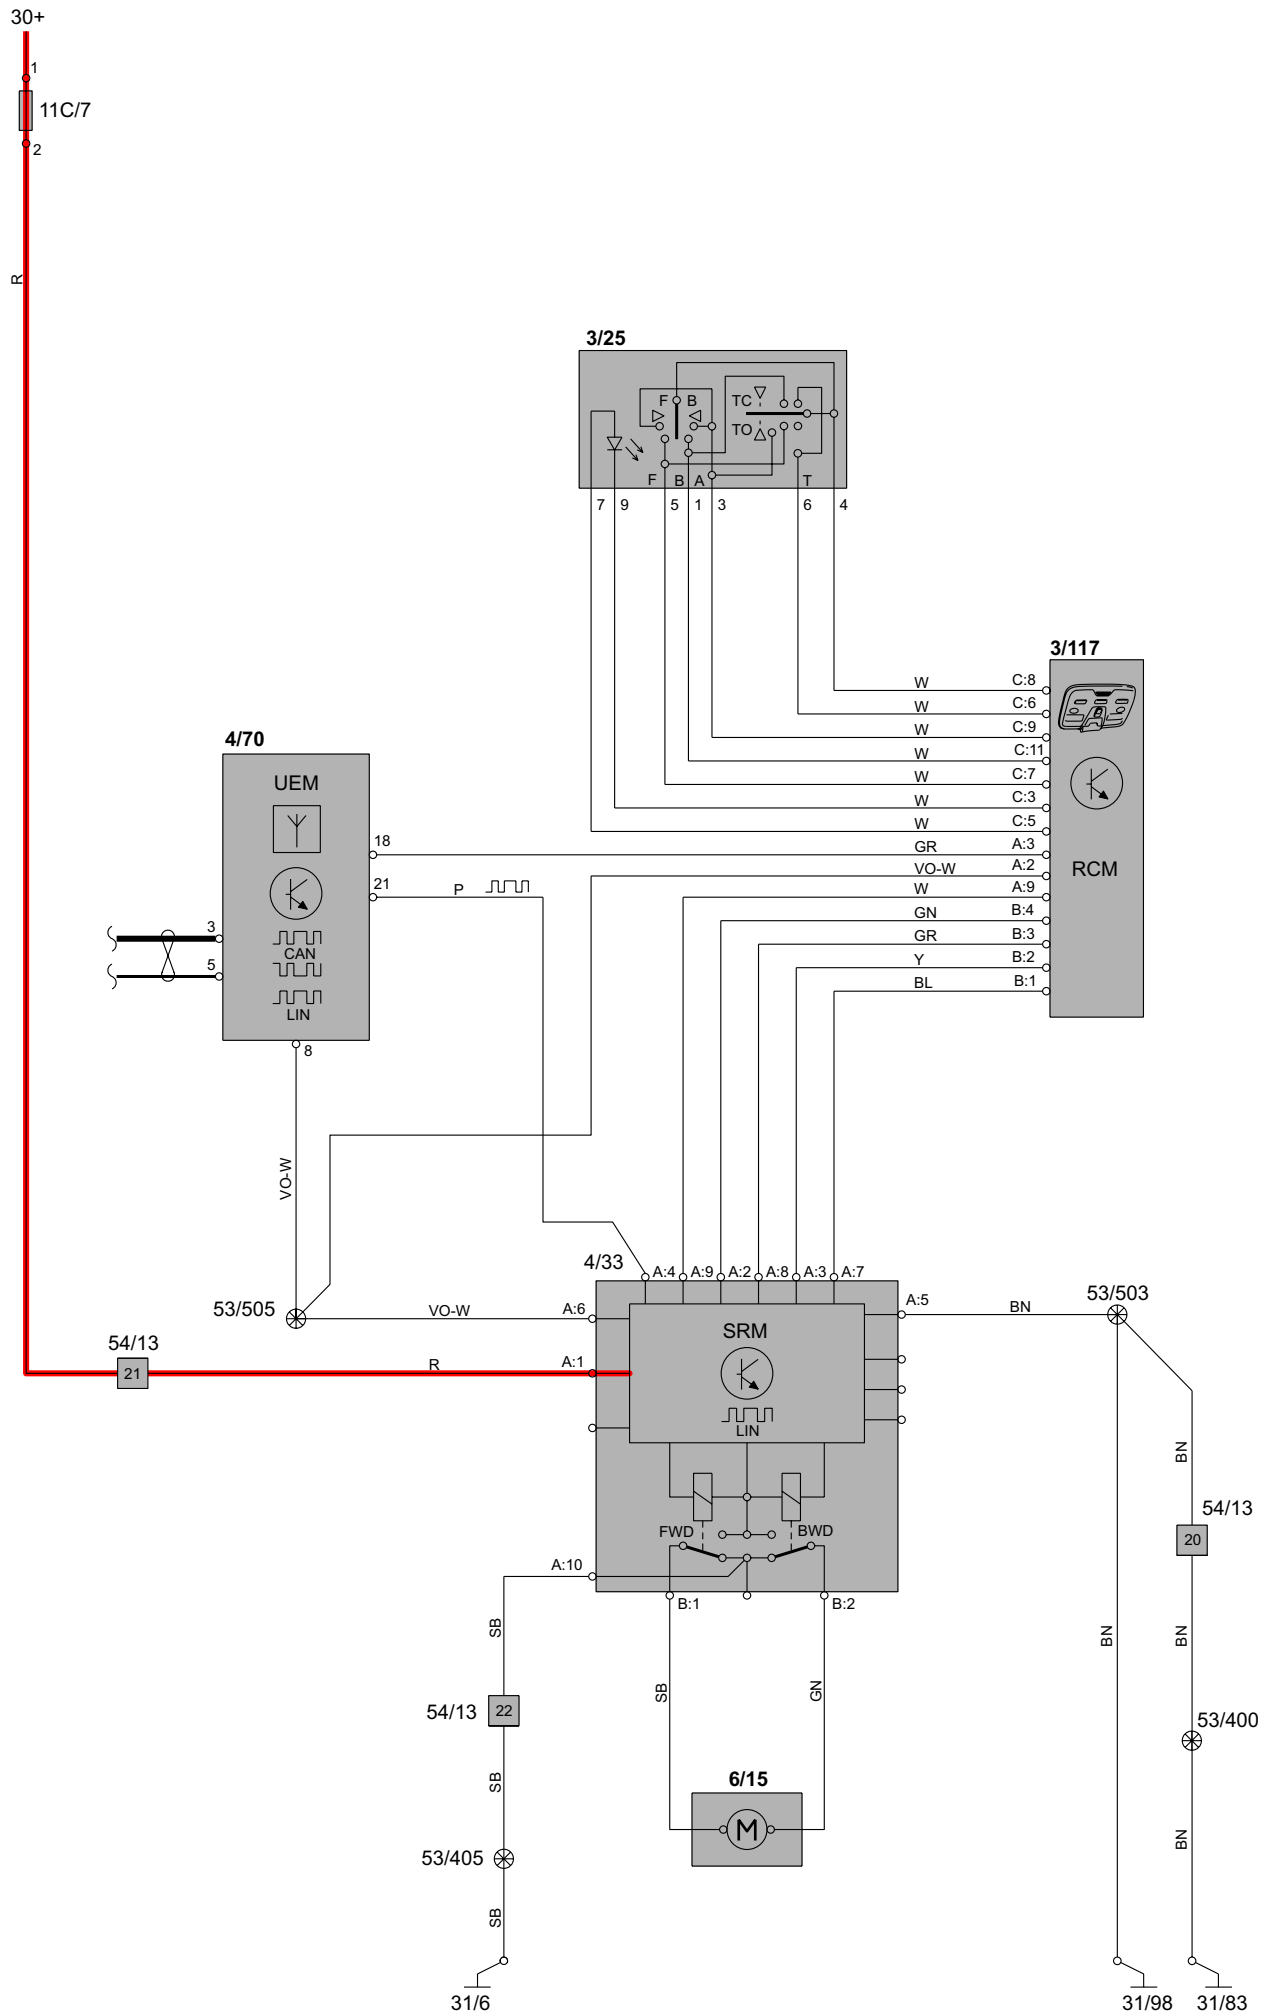 30+
1
11C/7
2
R
3/25
F B
TC
TO
F B A T
7 9 5 1 3 6 4
3/117
W C:8
W C:6
W C:9
W C:11
W C:7
W C:3
W C:5
GR A:3
VO-W A:2
W A:9
GN B:4
GR B:3
Y B:2
BL B:1
RCM
4/70
UEM
18
21
P
3
CAN
5
LIN
8
VO-W
4/33
A:4 A:9 A:2 A:8 A:3 A:7
53/505
VO-W A:6
A:5 BN
53/503
SRM
54/13
21
R A:1
LIN
BN
54/13
20
FWD BWD
A:10
B:1 B:2
SB
BN
BN
SB
GN
54/13
22
53/400
SB
6/15
M
BN
53/405
SB
31/6
31/98
31/83